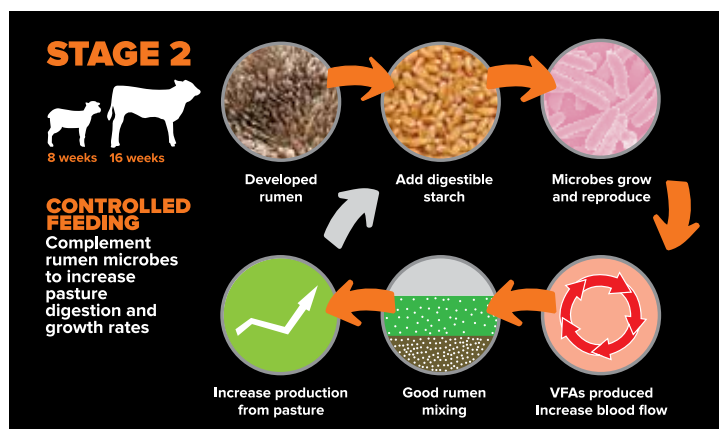 STAGE 2
8 weeks 16 weeks
CONTROLLED
FEEDING
Complement
rumen microbes
to increase
pasture
digestion and
growth rates
Developed
rumen
Add digestible
starch
Microbes grow
and reproduce
Increase production
from pasture
Good rumen
mixing
VFAs produced
Increase blood flow